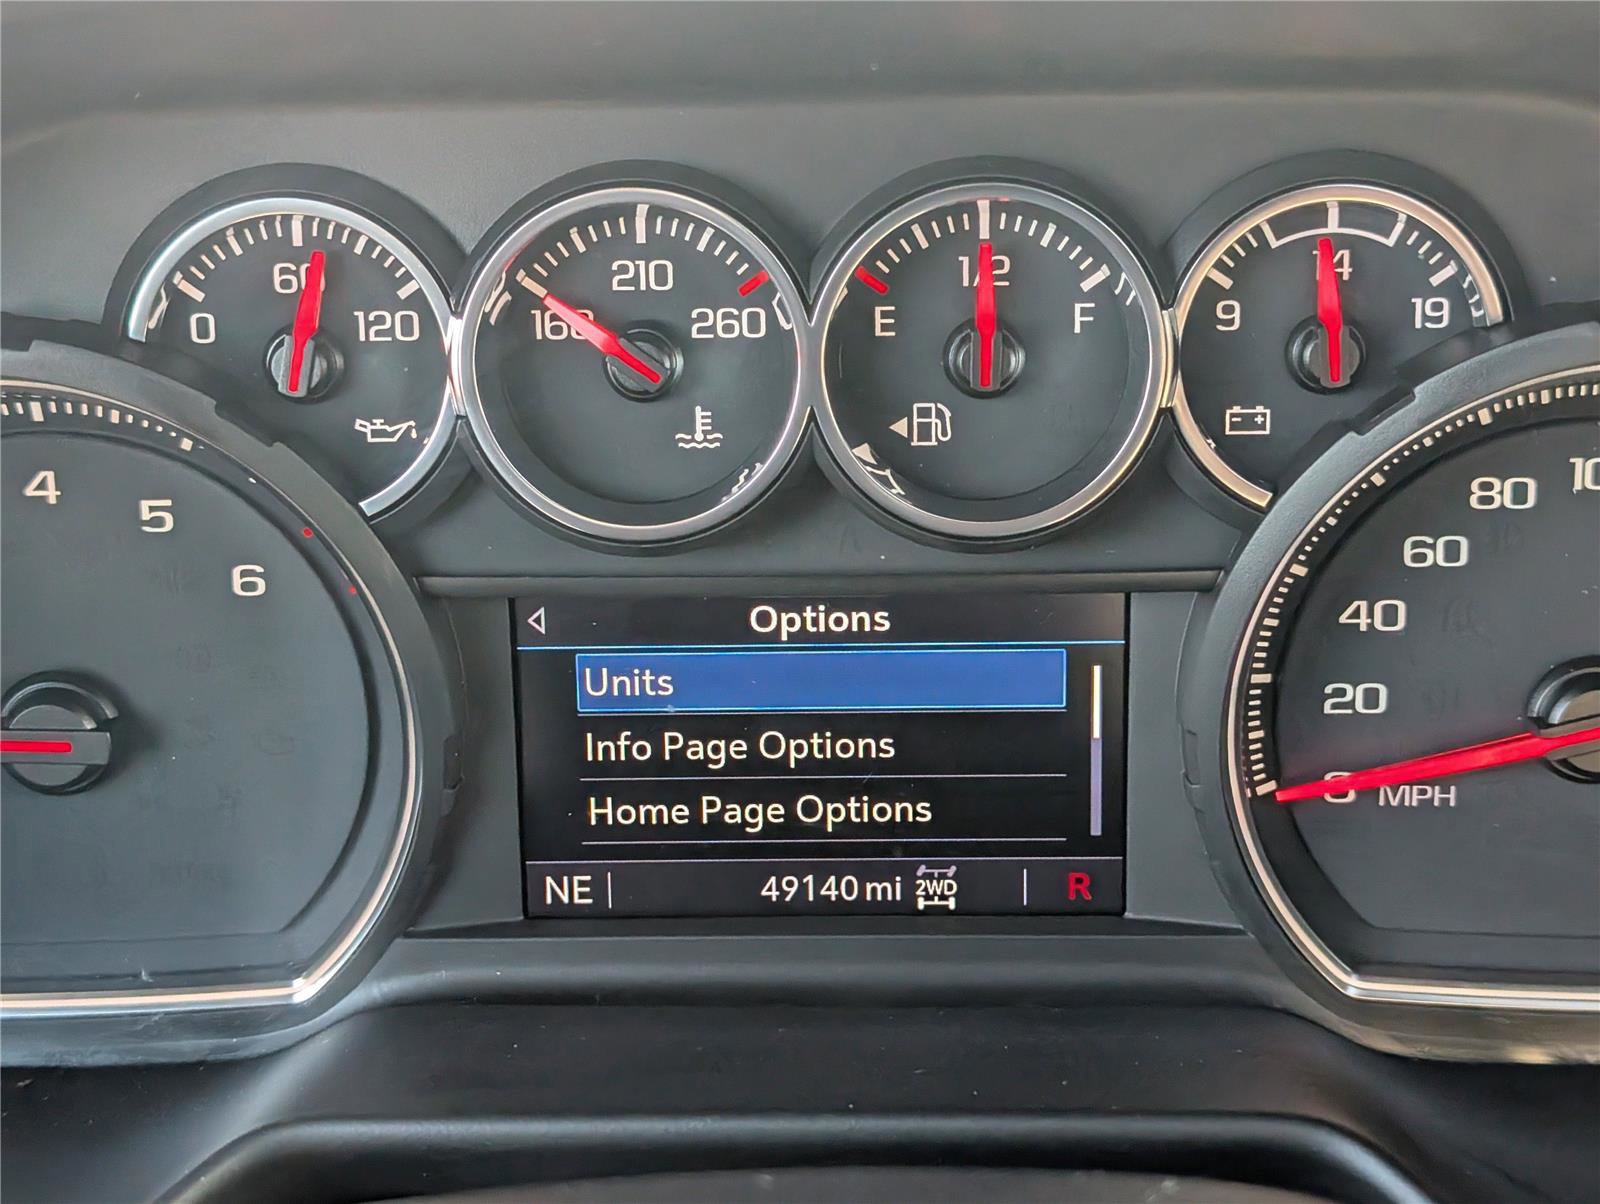 0 60 120
160 210 260
E 1/2 F
9 14 19
4 5 6
Options
Units
Info Page Options
Home Page Options
NE 49140 mi 2WD R
80
60
40
20
0 MPH